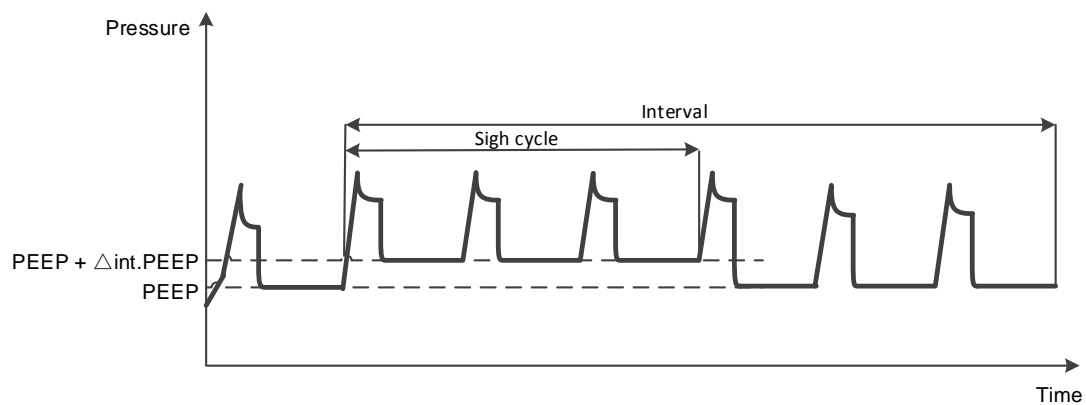 Pressure
Interval
Sigh cycle
PEEP + △int.PEEP
PEEP
Time